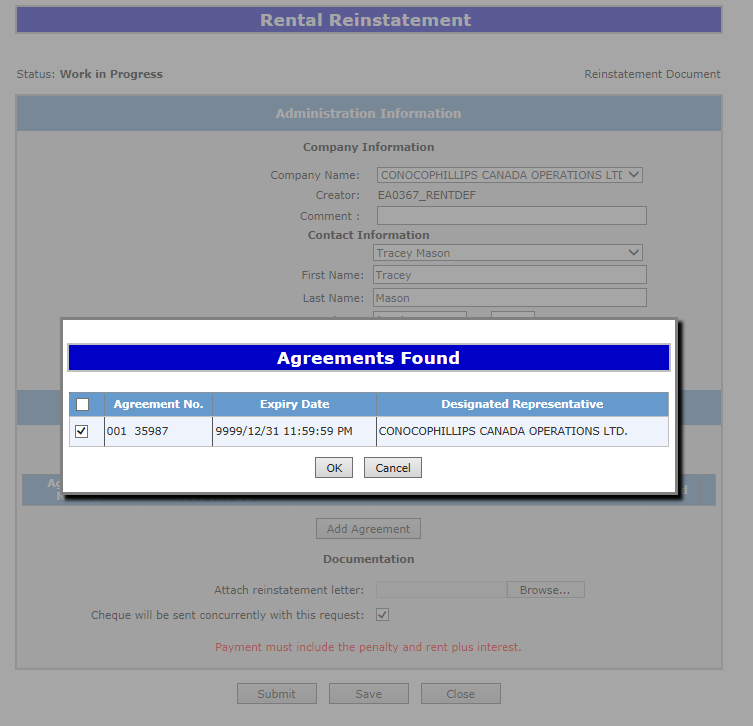 Rental Reinstatement
Status: Work in Progress Reinstatement Document
Administration Information
Company Information
Company Name: CONOCOPHILLIPS CANADA OPERATIONS LTD
Creator: EA0367_RENTDEF
Comment :
Contact Information
Tracey Mason
First Name: Tracey
Last Name: Mason
Agreements Found
Agreement No. Expiry Date Designated Representative
001 35987 9999/12/31 11:59:59 PM CONOCOPHILLIPS CANADA OPERATIONS LTD.
OK Cancel
Add Agreement
Documentation
Attach reinstatement letter: Browse...
Cheque will be sent concurrently with this request:
Payment must include the penalty and rent plus interest.
Submit Save Close